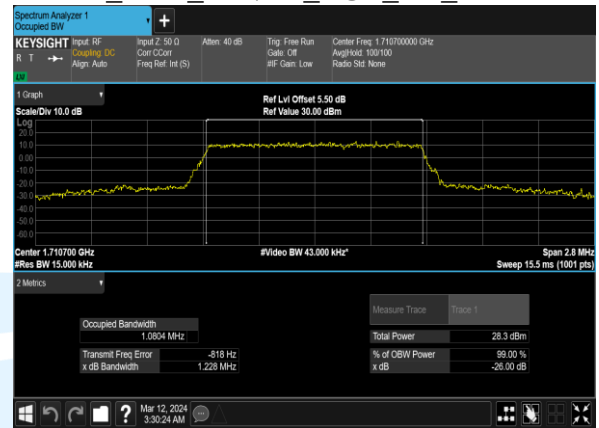 Spectrum Analyzer 1
Occupied BW
+
KEYSIGHT
R T
LV
Input: RF
Coupling: DC
Align: Auto
Input Z: 50 Ω
Corr CCorr
Freq Ref: Int (S)
Atten: 40 dB
Trig: Free Run
Gate: Off
#IF Gain: Low
Center Freq: 1.710700000 GHz
Avg|Hold: 100/100
Radio Std: None
1 Graph
Scale/Div 10.0 dB
Ref Lvl Offset 5.50 dB
Ref Value 30.00 dBm
Log
20.0
10.0
0.00
-10.0
-20.0
-30.0
-40.0
-50.0
-60.0
Center 1.710700 GHz
#Res BW 15.000 kHz
#Video BW 43.000 kHz*
Span 2.8 MHz
Sweep 15.5 ms (1001 pts)
2 Metrics
Measure Trace Trace 1
Occupied Bandwidth
1.0804 MHz
Total Power 28.3 dBm
Transmit Freq Error -818 Hz
% of OBW Power 99.00 %
x dB Bandwidth 1.228 MHz
x dB -26.00 dB
?
Mar 12, 2024
3:30:24 AM